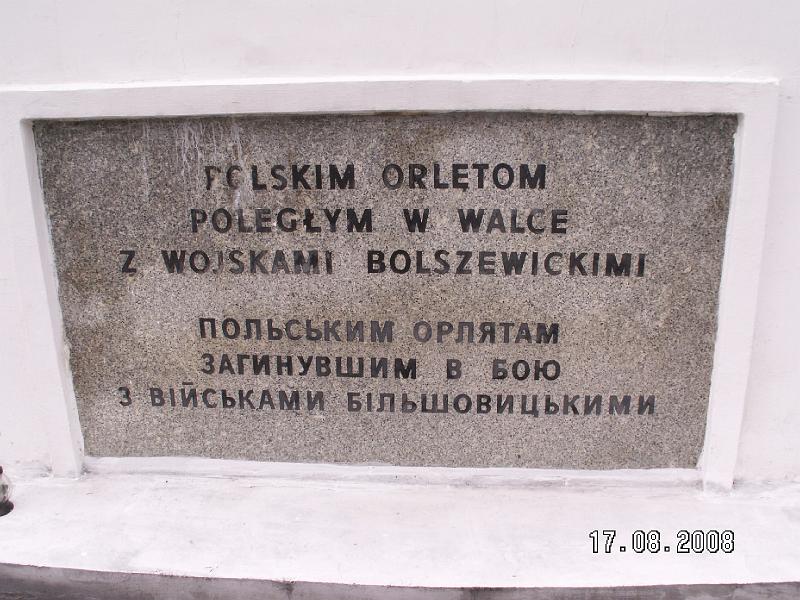 POLSKIM ORLĘTOM
POLEGŁYM W WALCE
Z WOJSKAMI BOLSZEWICKIMI
ПОЛЬСЬКИМ ОРЛЯТАМ
ЗАГИНУВШИМ В БОЮ
З ВІЙСЬКАМИ БІЛЬШОВИЦЬКИМИ
17.08.2008